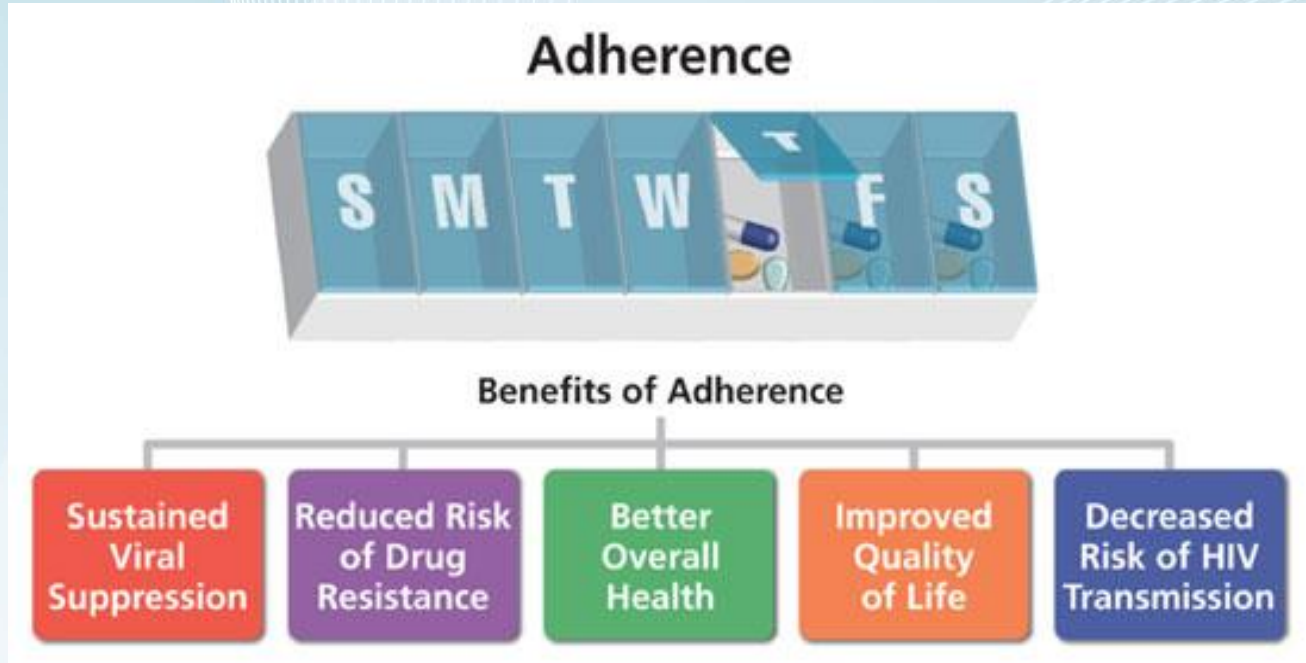 Adherence
S M T W T F S
Benefits of Adherence
Sustained
Viral
Suppression
Reduced Risk
of Drug
Resistance
Better
Overall
Health
Improved
Quality
of Life
Decreased
Risk of HIV
Transmission